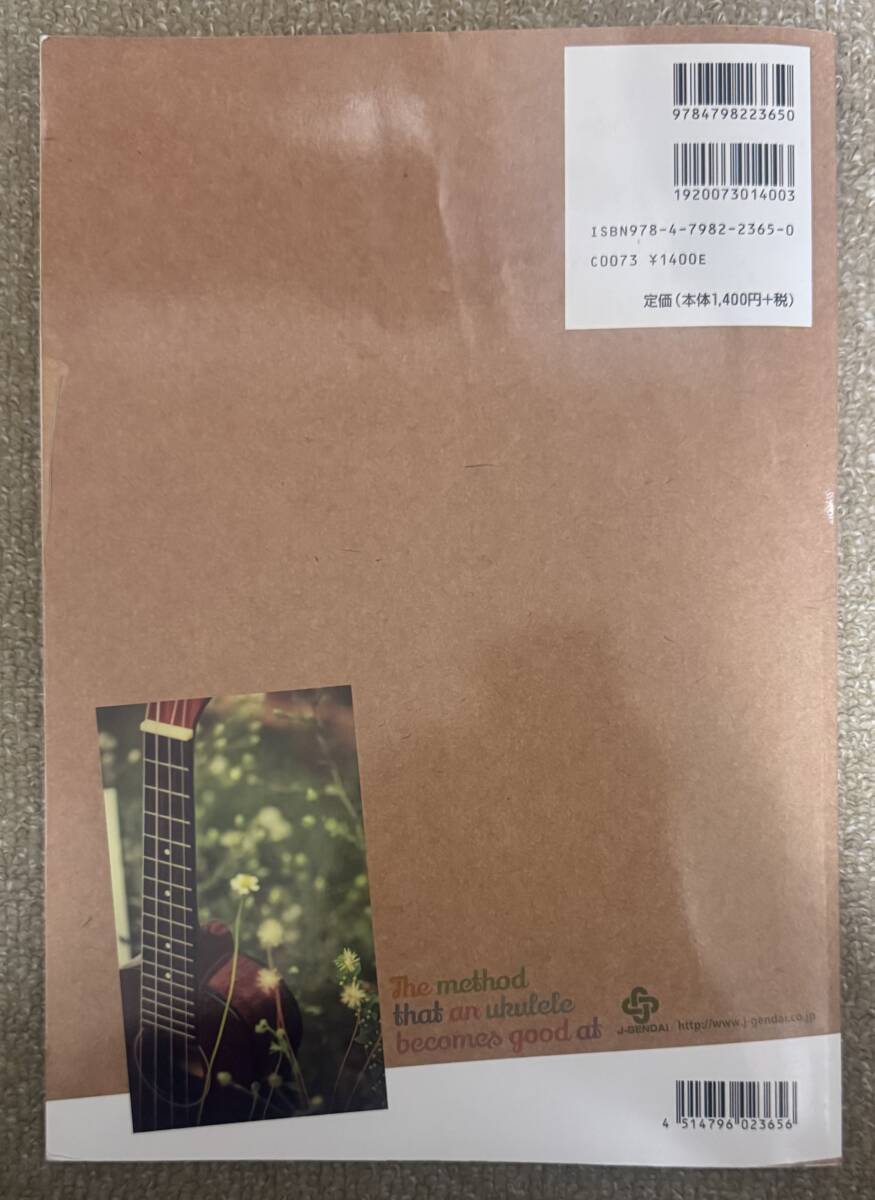 9784798223650
1920073014003
ISBN978-4-7982-2365-0
C0073 ¥1400E
定価(本体1,400円+税)
The method
that an ukulele
becomes good at
J-GENDAI http://www.j-gendai.co.jp
4 514796 023656